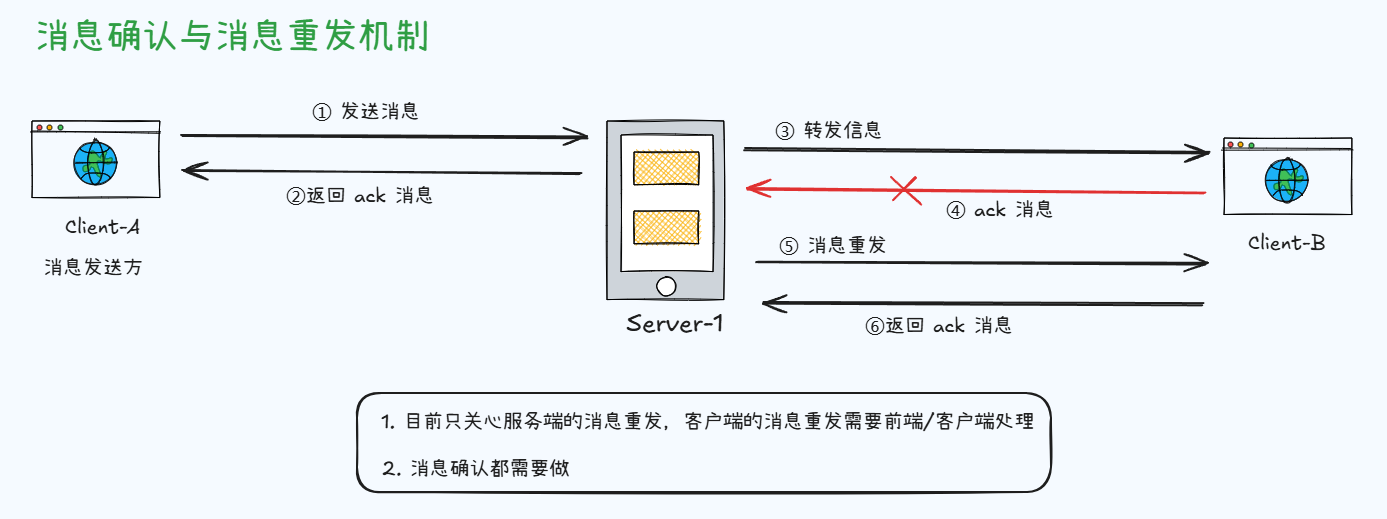 消息确认与消息重发机制
① 发送消息
②返回 ack 消息
Client-A
消息发送方
Server-1
③ 转发信息
④ ack 消息
⑤ 消息重发
⑥返回 ack 消息
Client-B
1. 目前只关心服务端的消息重发，客户端的消息重发需要前端/客户端处理
2. 消息确认都需要做